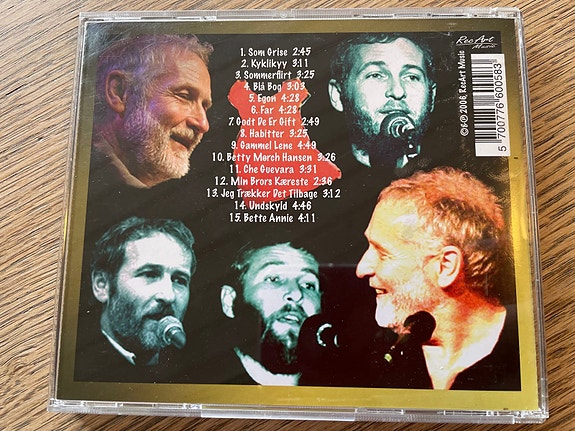 1. Som Grise 2:45
2. Kyklikyy 3:11
3. Sommerflirt 3:25
4. Blå Bog 3:03
5. Egon 4:28
6. Far 4:28
7. Godt De Er Gift 2:49
8. Habitter 3:25
9. Gammel Lene 4:49
10. Betty Mørch Hansen 3:26
11. Che Guevara 3:31
12. Min Brors Kæreste 2:36
13. Jeg Trækker Det Tilbage 3:12
14. Undskyld 4:46
15. Bette Annie 4:11
RecArt
Music
©℗ 2006, RecArt Music
5 700776 600583